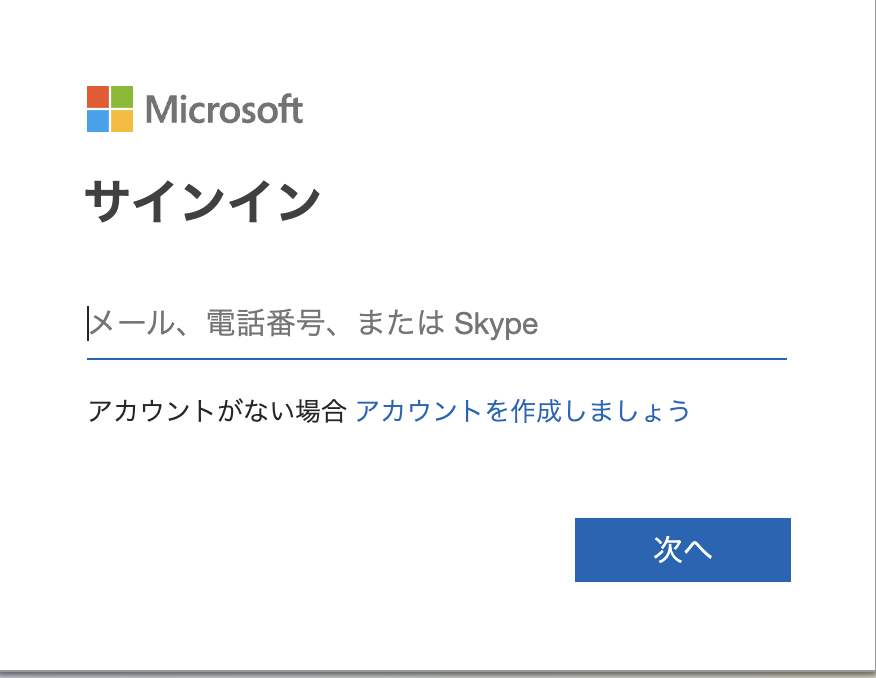 Microsoft
サインイン
メール、電話番号、または Skype
アカウントがない場合 アカウントを作成しましょう
次へ